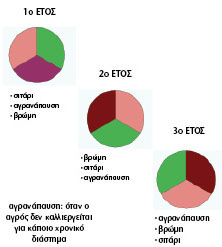 1ο ΕΤΟΣ
• σιτάρι
• αγρανάπαυση
• βρώμη
2ο ΕΤΟΣ
• βρώμη
• σιτάρι
• αγρανάπαυση
3ο ΕΤΟΣ
• αγρανάπαυση
• βρώμη
• σιτάρι
αγρανάπαυση: όταν ο
αγρός δεν καλλιεργείται
για κάποιο χρονικό
διάστημα